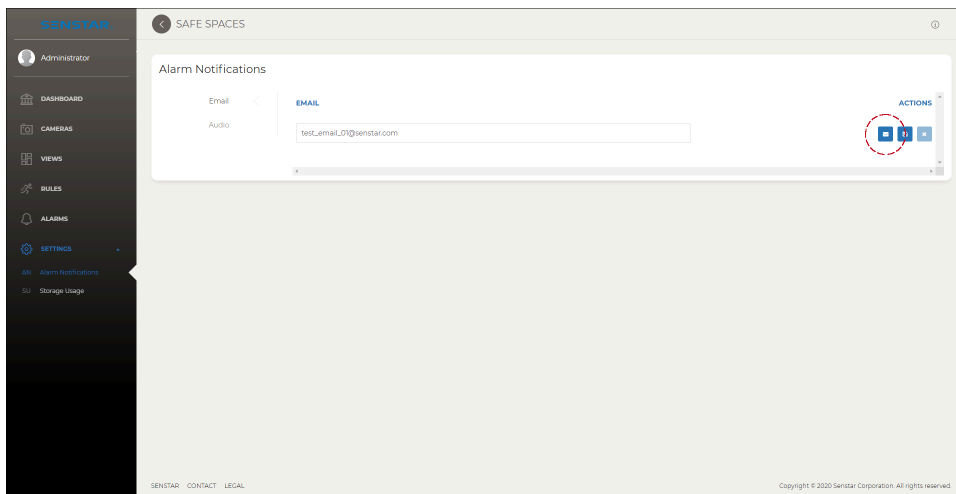 SENSTAR
SAFE SPACES
Administrator
DASHBOARD
CAMERAS
VIEWS
RULES
ALARMS
SETTINGS
AN Alarm Notifications
SU Storage Usage
Alarm Notifications
Email
Audio
EMAIL
ACTIONS
test_email_01@senstar.com
SENSTAR CONTACT LEGAL
Copyright © 2020 Senstar Corporation. All rights reserved.